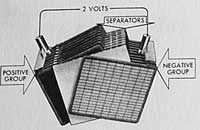 2 VOLTS
SEPARATORS
POSITIVE
GROUP
NEGATIVE
GROUP